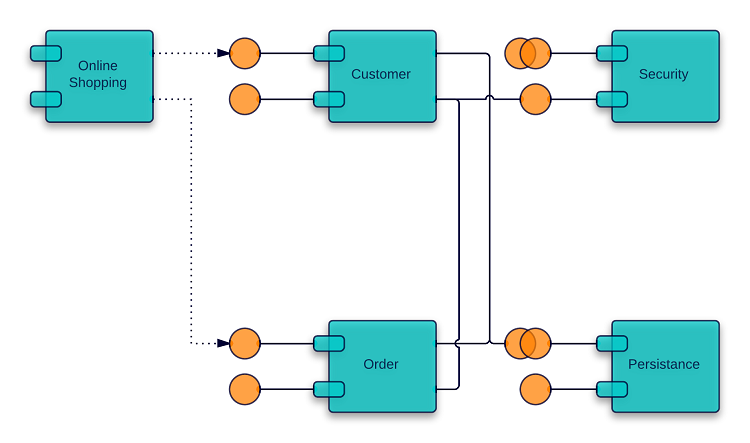 Online
Shopping
Customer
Security
Order
Persistance